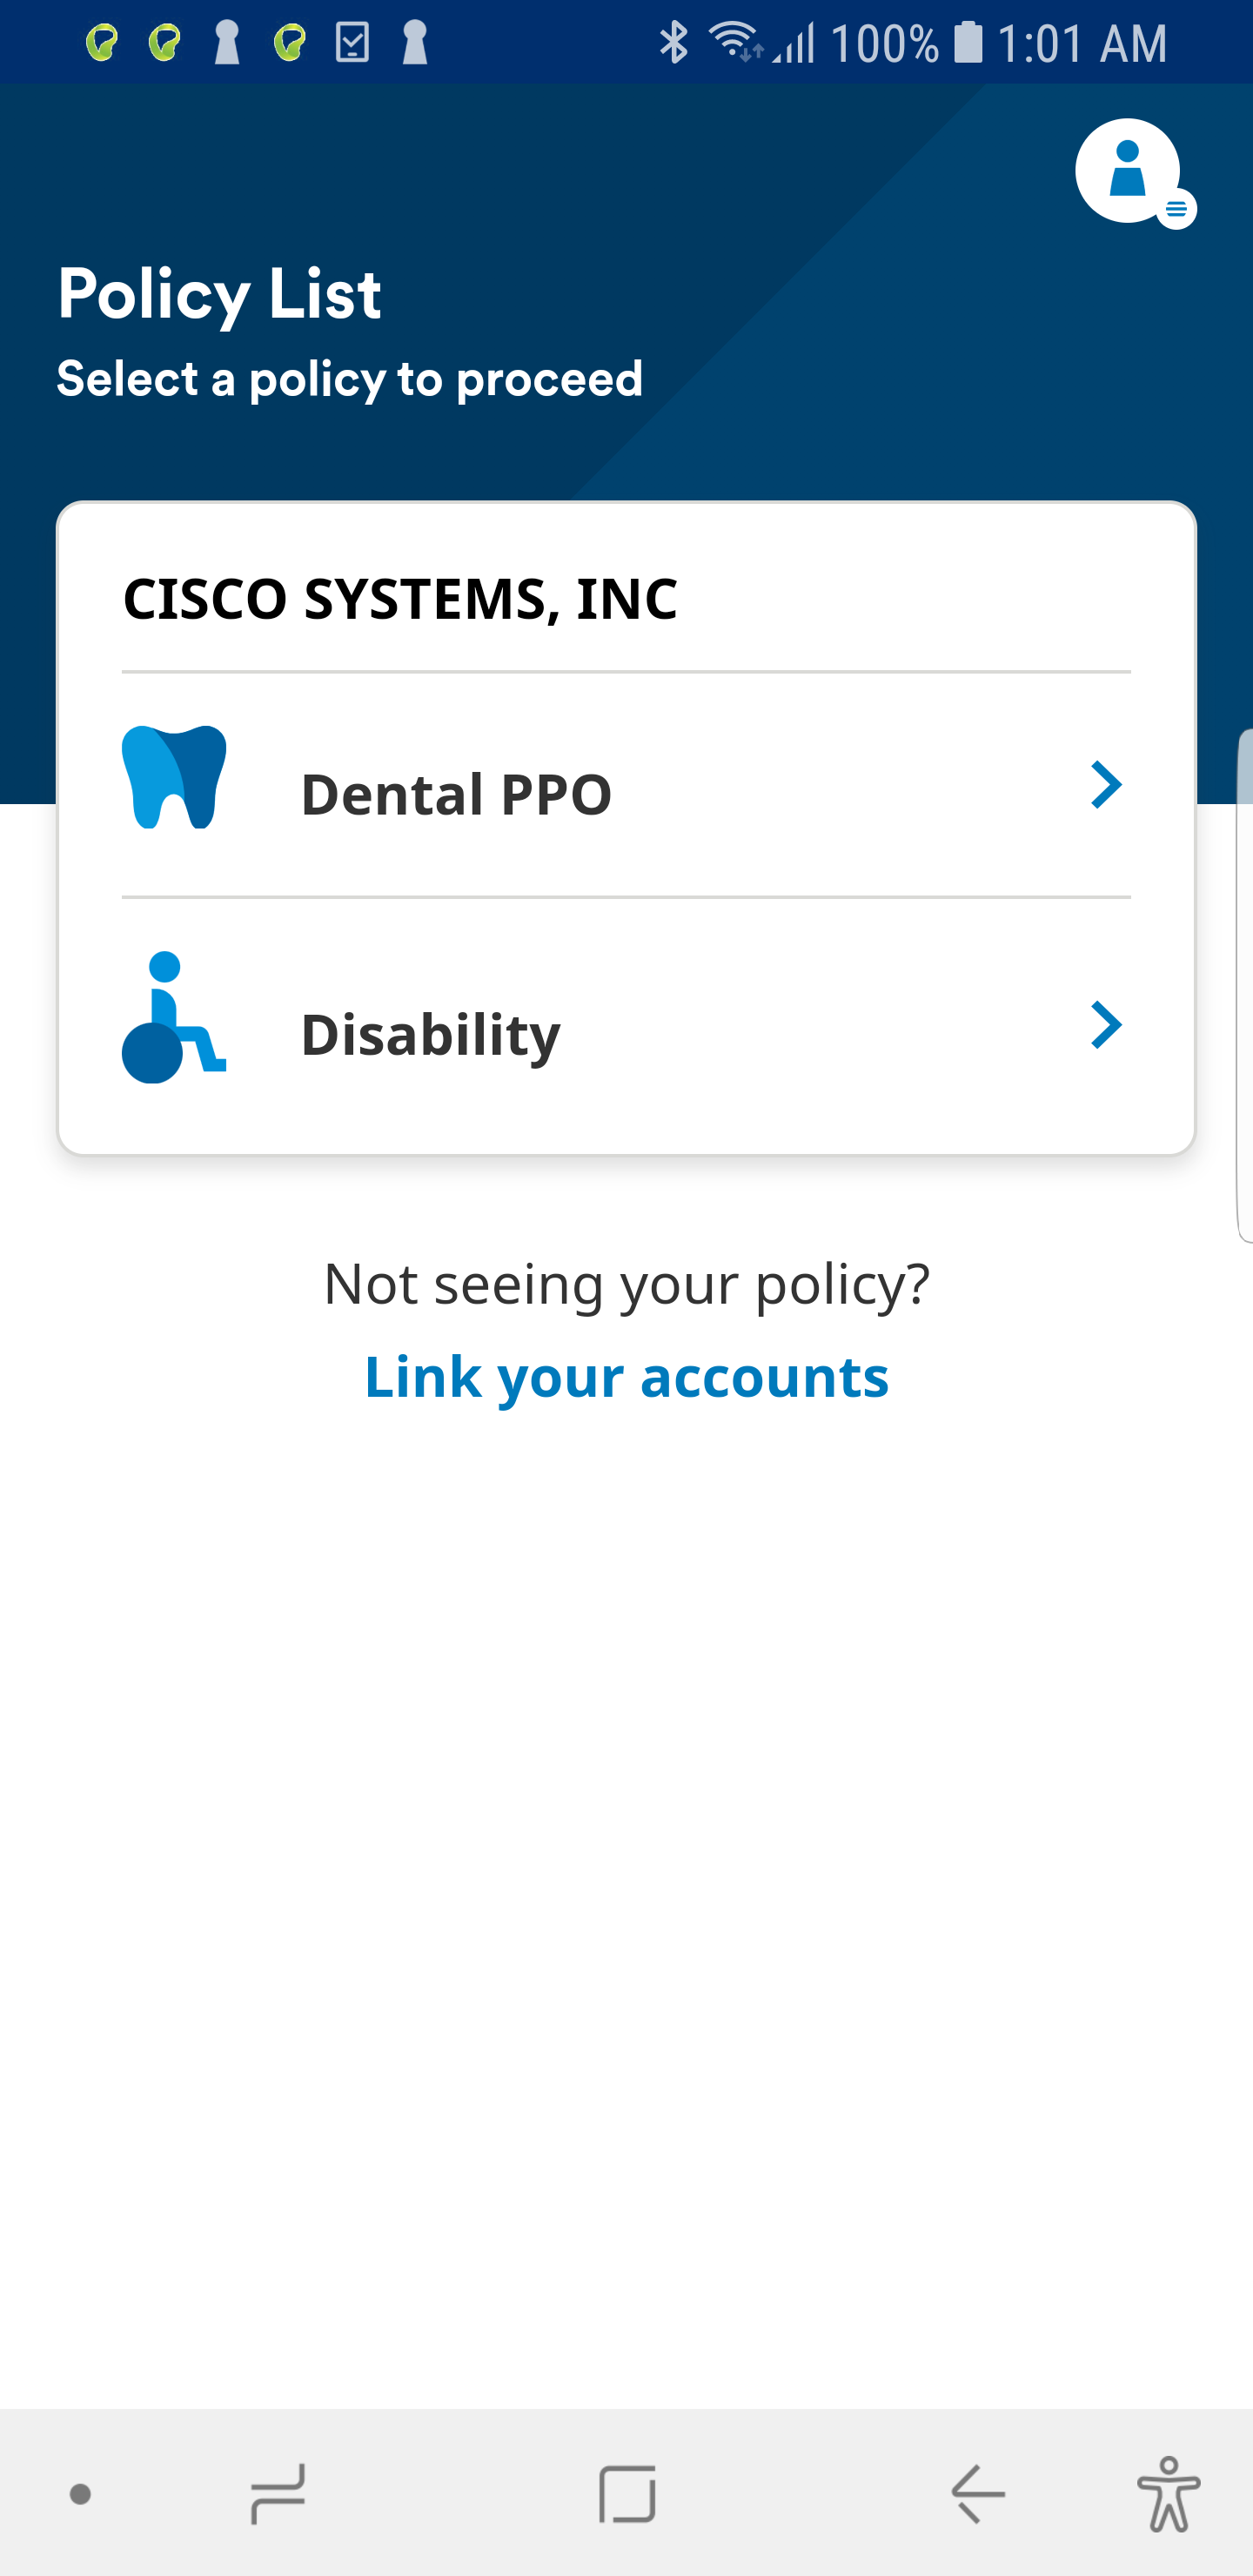 100% 1:01 AM
Policy List
Select a policy to proceed
CISCO SYSTEMS, INC
Dental PPO
Disability
Not seeing your policy?
Link your accounts